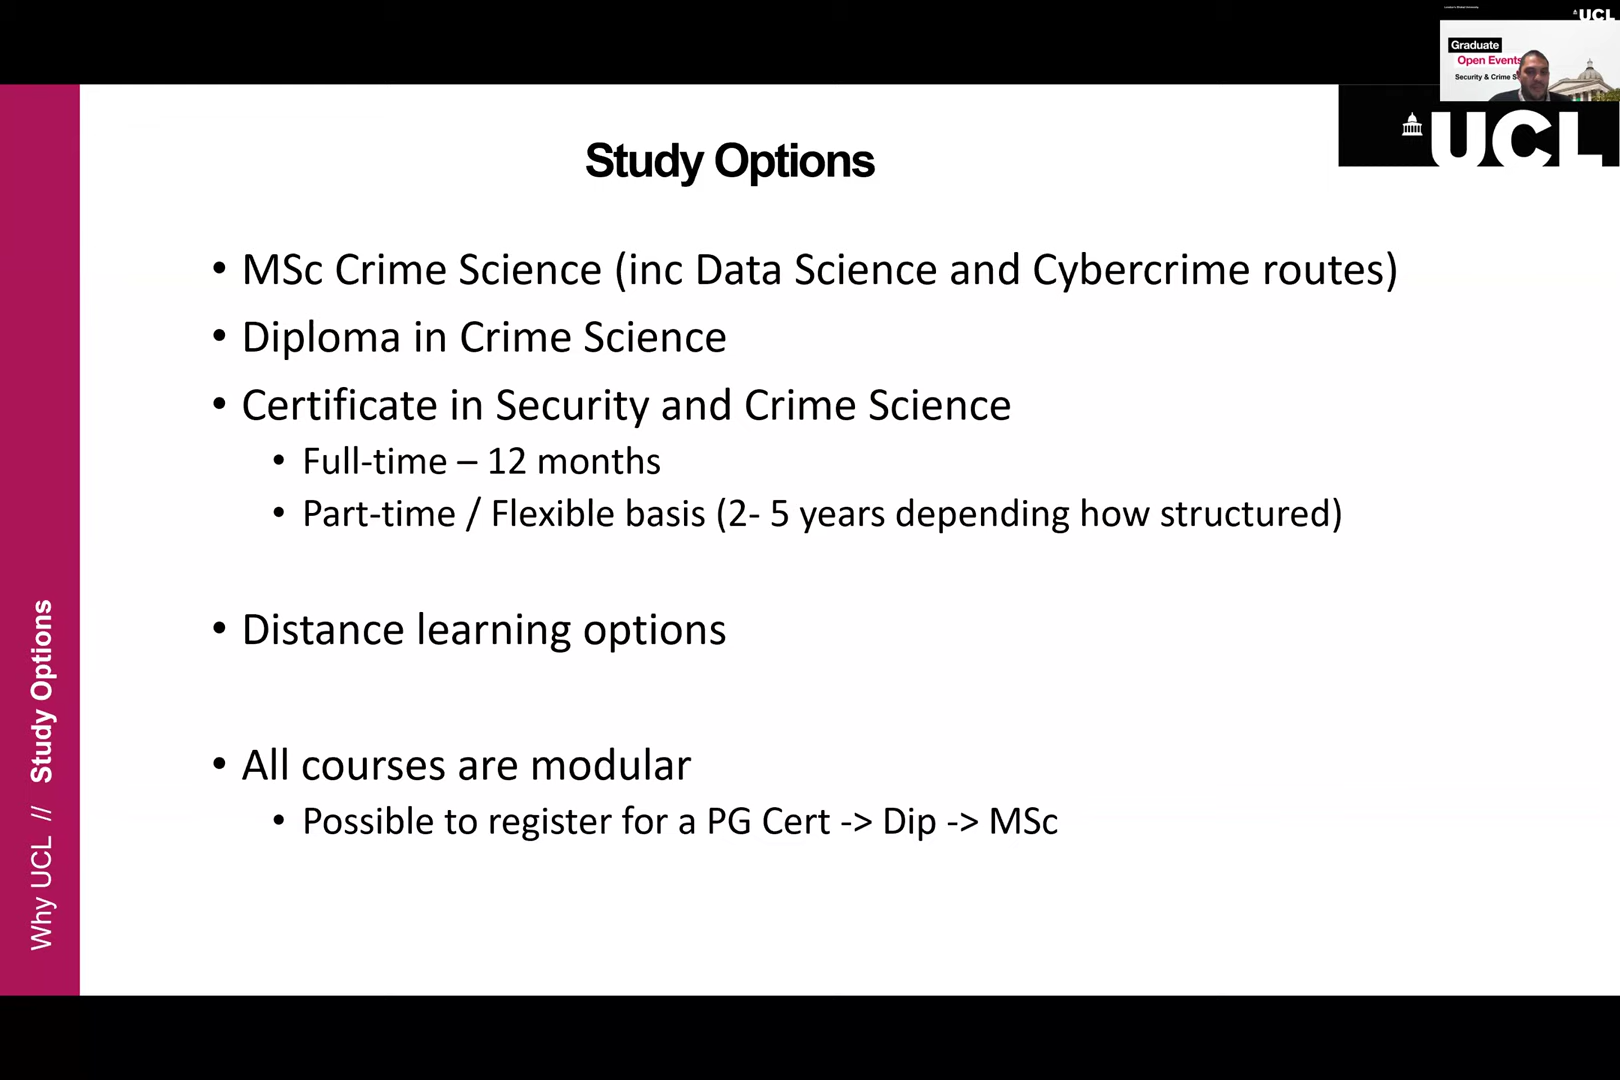 UCL
Graduate
Open Events
Security & Crime S
UCL
Study Options
• MSc Crime Science (inc Data Science and Cybercrime routes)
• Diploma in Crime Science
• Certificate in Security and Crime Science
• Full-time – 12 months
• Part-time / Flexible basis (2- 5 years depending how structured)
• Distance learning options
• All courses are modular
• Possible to register for a PG Cert -> Dip -> MSc
Why UCL // Study Options